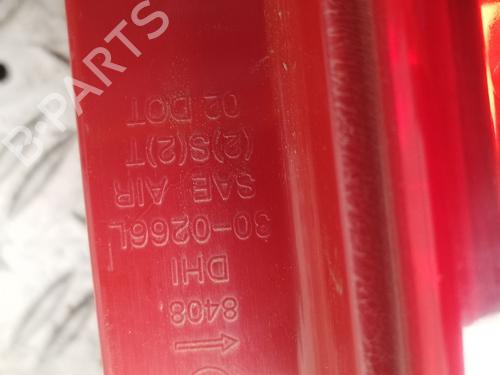 8408 ↑
DHI
30-0266L
SAE AIR
(2)S(2)T
02 DOT
B-PARTS